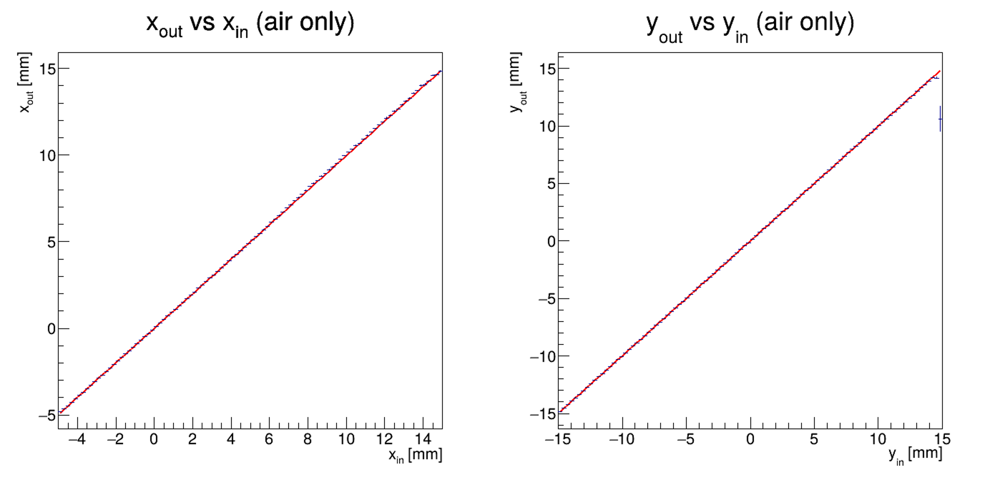 x_out vs x_in (air only)
x_out [mm]
15
10
5
0
−5
−4 −2 0 2 4 6 8 10 12 14
x_in [mm]
y_out vs y_in (air only)
y_out [mm]
15
10
5
0
−5
−10
−15
−15 −10 −5 0 5 10 15
y_in [mm]